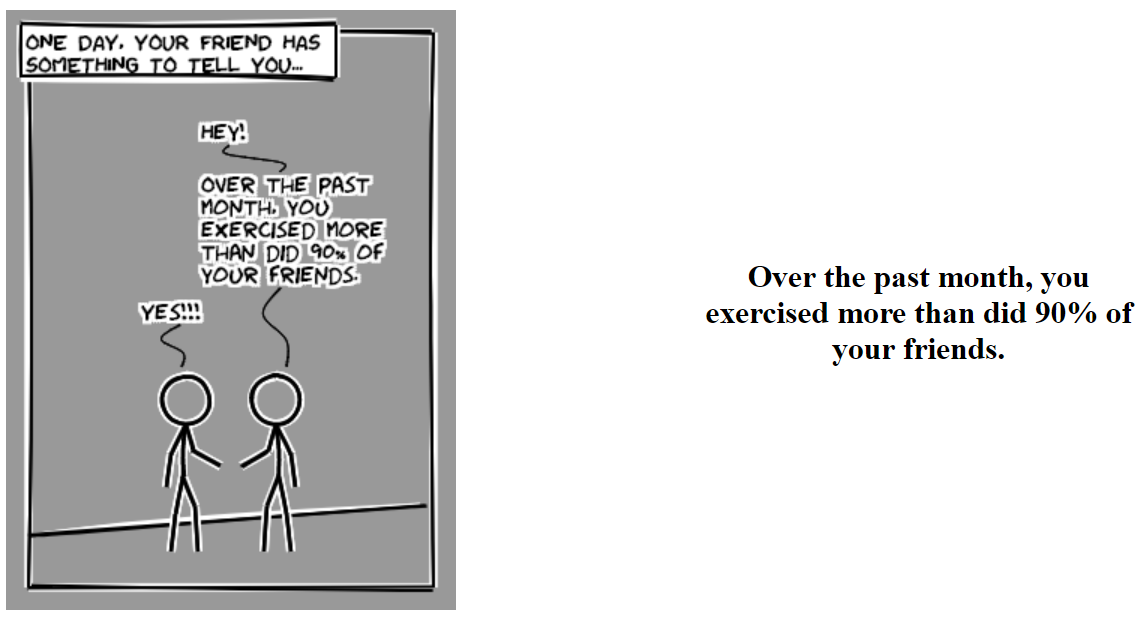 ONE DAY, YOUR FRIEND HAS
SOMETHING TO TELL YOU...
HEY!
OVER THE PAST
MONTH, YOU
EXERCISED MORE
THAN DID 90% OF
YOUR FRIENDS.
YES!!!
Over the past month, you
exercised more than did 90% of
your friends.